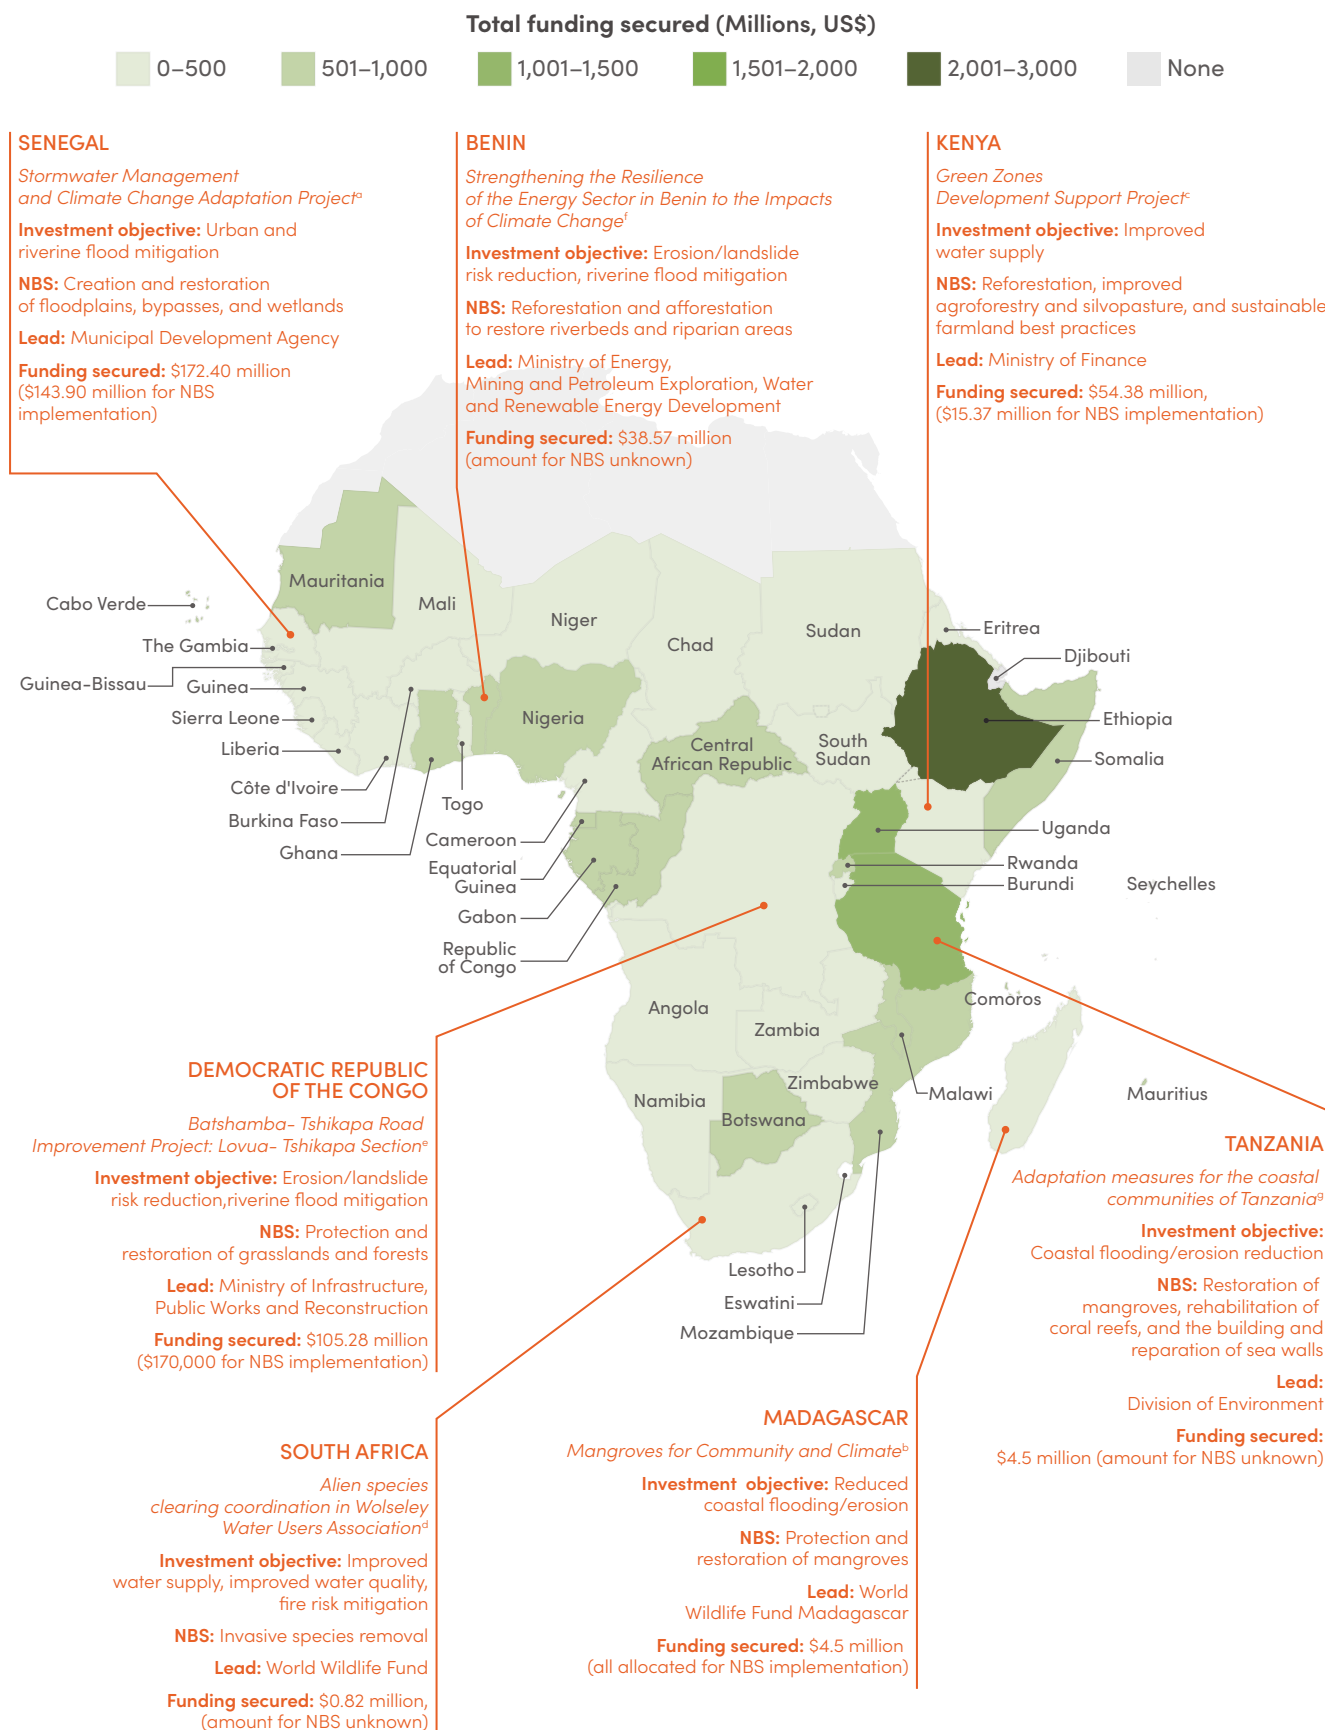 Total funding secured (Millions, US$)
0–500
501–1,000
1,001–1,500
1,501–2,000
2,001–3,000
None
SENEGAL
Stormwater Management
and Climate Change Adaptation Projectᵃ
Investment objective: Urban and
riverine flood mitigation
NBS: Creation and restoration
of floodplains, bypasses, and wetlands
Lead: Municipal Development Agency
Funding secured: $172.40 million
($143.90 million for NBS
implementation)
BENIN
Strengthening the Resilience
of the Energy Sector in Benin to the Impacts
of Climate Changeᶠ
Investment objective: Erosion/landslide
risk reduction, riverine flood mitigation
NBS: Reforestation and afforestation
to restore riverbeds and riparian areas
Lead: Ministry of Energy,
Mining and Petroleum Exploration, Water
and Renewable Energy Development
Funding secured: $38.57 million
(amount for NBS unknown)
KENYA
Green Zones
Development Support Projectᶜ
Investment objective: Improved
water supply
NBS: Reforestation, improved
agroforestry and silvopasture, and sustainable
farmland best practices
Lead: Ministry of Finance
Funding secured: $54.38 million,
($15.37 million for NBS implementation)
Mauritania
Cabo Verde
Mali
Niger
Chad
Sudan
Eritrea
The Gambia
Djibouti
Guinea-Bissau
Guinea
Sierra Leone
Nigeria
Ethiopia
Liberia
Central
African Republic
South
Sudan
Somalia
Côte d'Ivoire
Togo
Burkina Faso
Ghana
Cameroon
Uganda
Equatorial
Guinea
Rwanda
Burundi
Seychelles
Gabon
Republic
of Congo
Angola
Comoros
Zambia
Zimbabwe
Malawi
Mauritius
Namibia
Botswana
Lesotho
Eswatini
Mozambique
DEMOCRATIC REPUBLIC
OF THE CONGO
Batshamba- Tshikapa Road
Improvement Project: Lovua- Tshikapa Sectionᵉ
Investment objective: Erosion/landslide
risk reduction,riverine flood mitigation
NBS: Protection and
restoration of grasslands and forests
Lead: Ministry of Infrastructure,
Public Works and Reconstruction
Funding secured: $105.28 million
($170,000 for NBS implementation)
TANZANIA
Adaptation measures for the coastal
communities of Tanzaniaᵍ
Investment objective:
Coastal flooding/erosion reduction
NBS: Restoration of
mangroves, rehabilitation of
coral reefs, and the building and
reparation of sea walls
Lead:
Division of Environment
Funding secured:
$4.5 million (amount for NBS unknown)
SOUTH AFRICA
Alien species
clearing coordination in Wolseley
Water Users Associationᵈ
Investment objective: Improved
water supply, improved water quality,
fire risk mitigation
NBS: Invasive species removal
Lead: World Wildlife Fund
Funding secured: $0.82 million,
(amount for NBS unknown)
MADAGASCAR
Mangroves for Community and Climateᵇ
Investment objective: Reduced
coastal flooding/erosion
NBS: Protection and
restoration of mangroves
Lead: World
Wildlife Fund Madagascar
Funding secured: $4.5 million
(all allocated for NBS implementation)